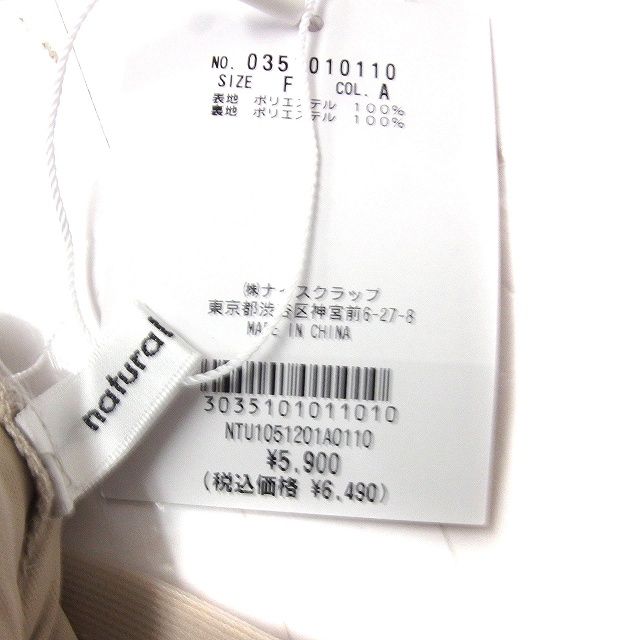 NO. 035 010110
SIZE F COL. A
表地 ポリエステル 100%
裏地 ポリエステル 100%
㈱ナイスクラップ
東京都渋谷区神宮前6-27-8
MADE IN CHINA
3035101011010
NTU1051201A0110
¥5,900
(税込価格 ¥6,490)
natural